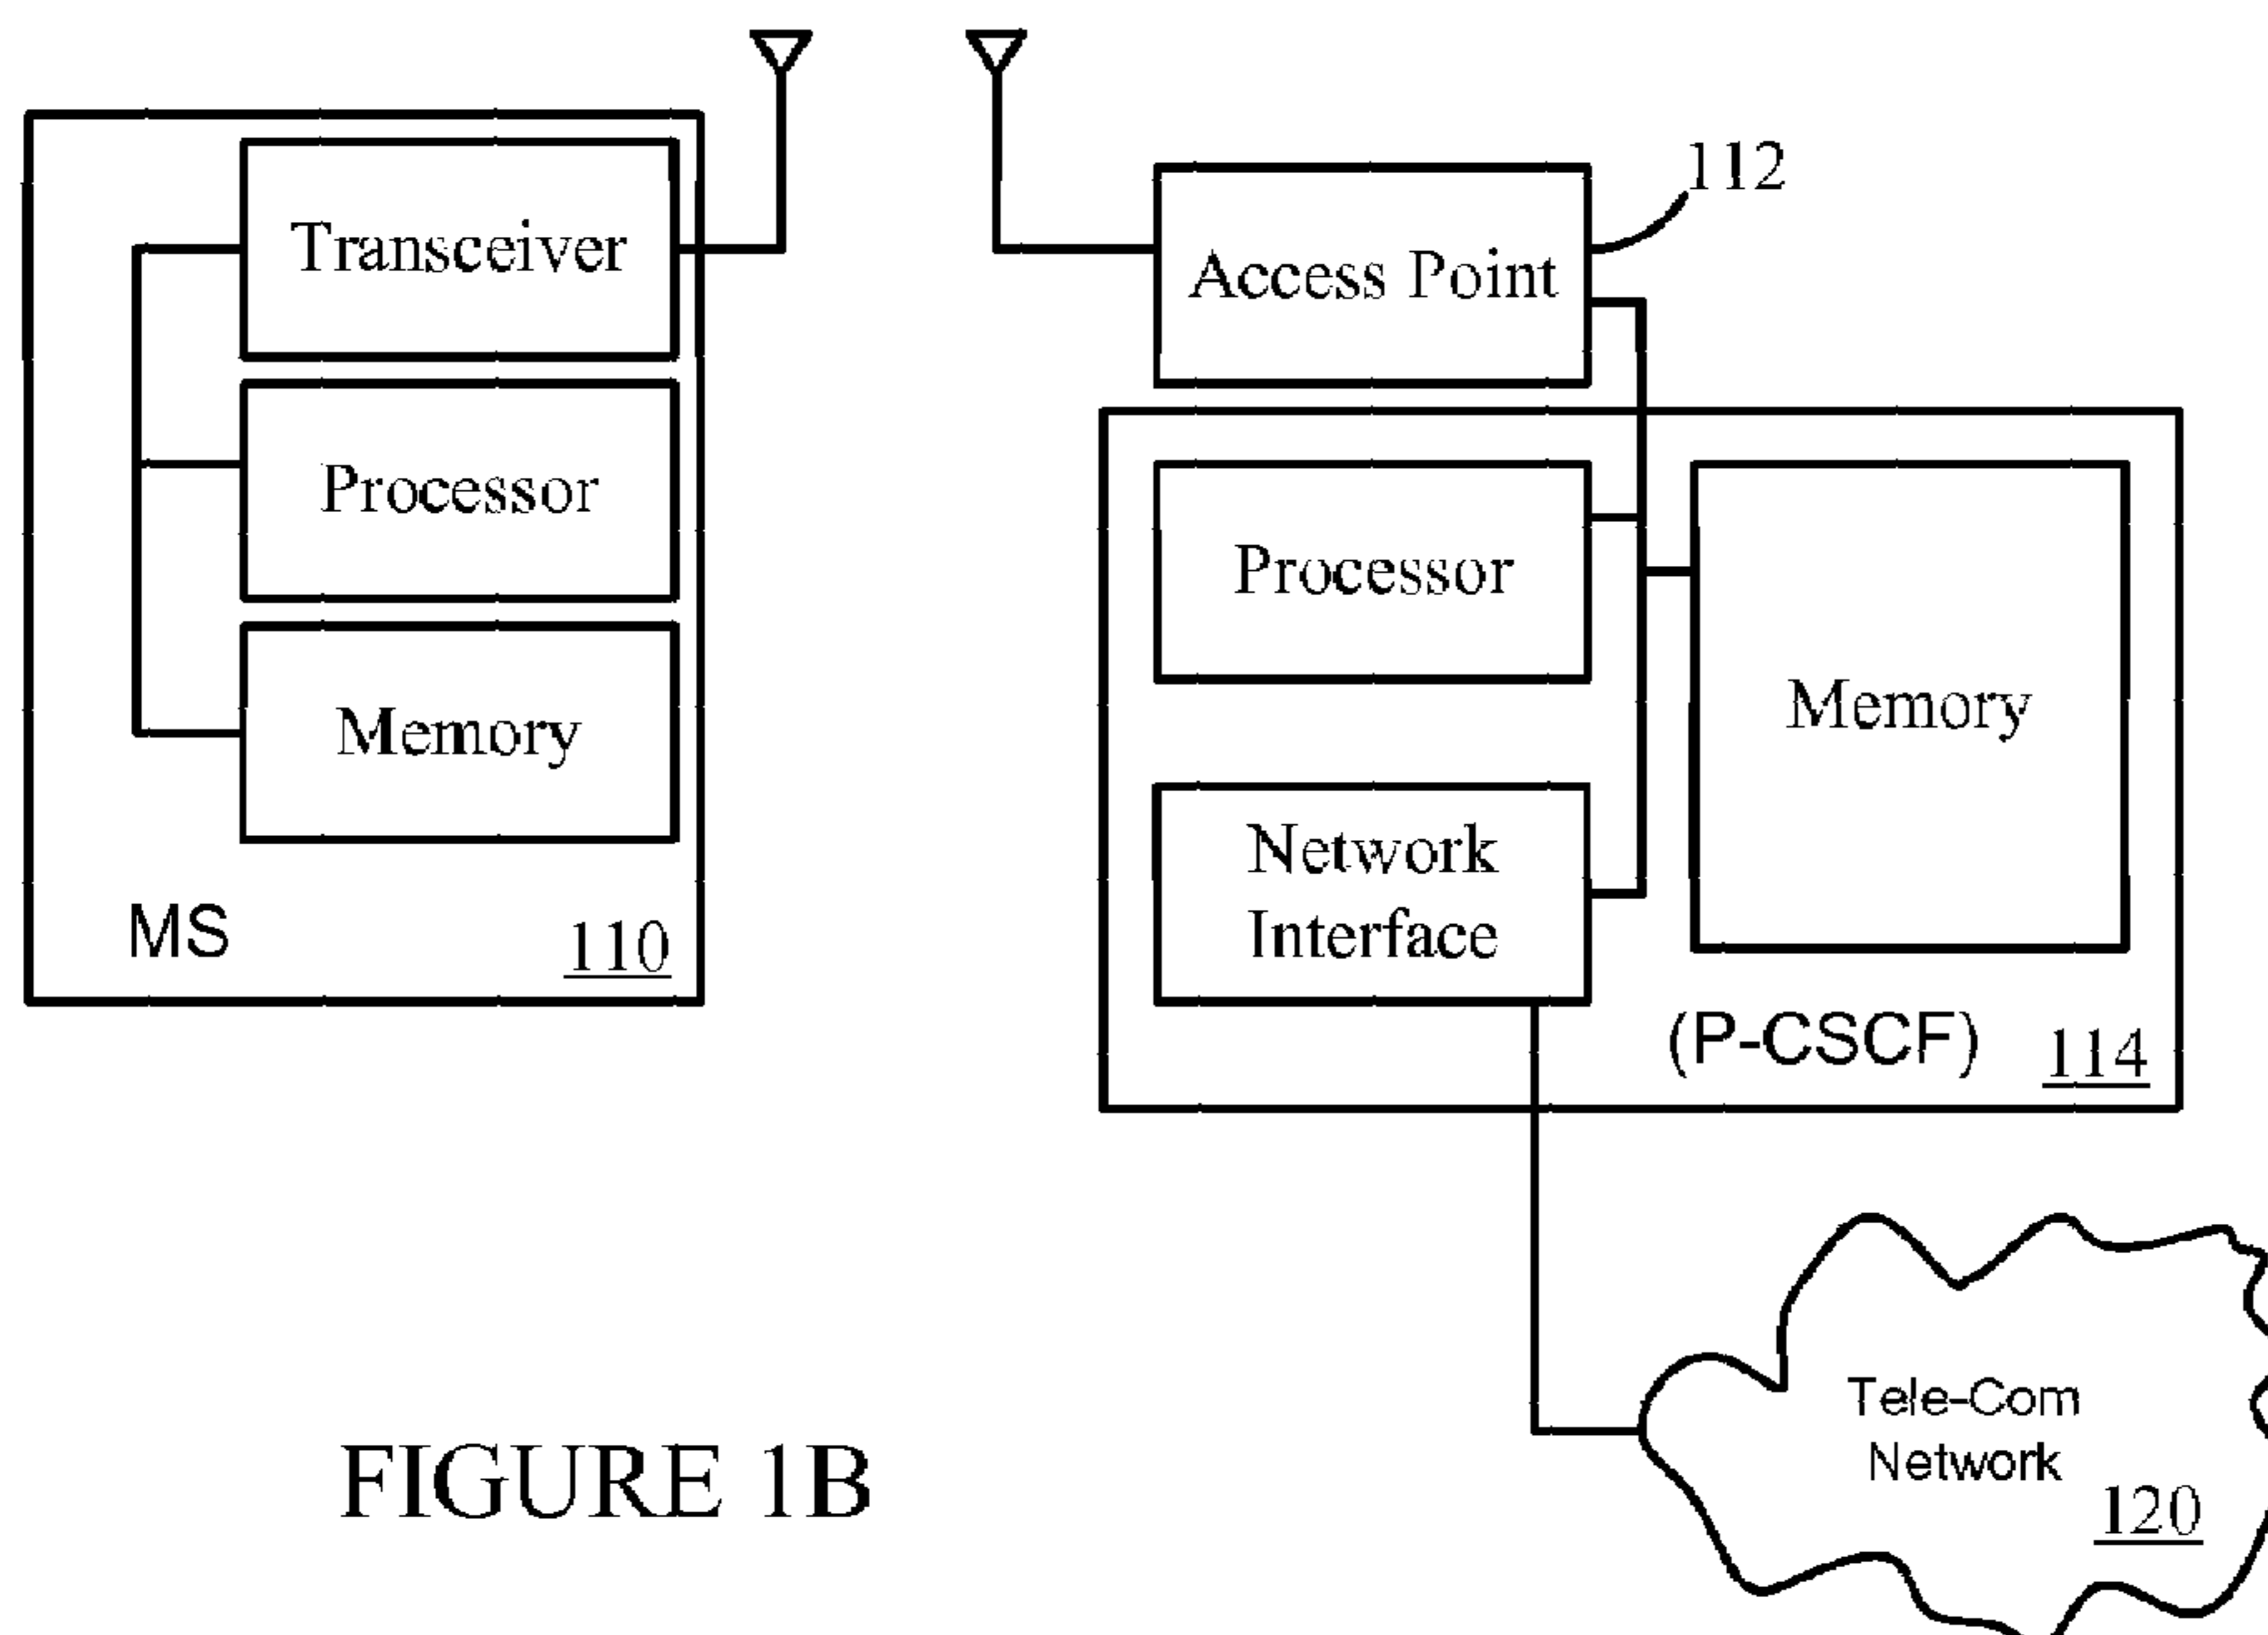 Transceiver
Processor
Memory
MS
110
112
Access Point
Processor
Memory
Network
Interface
(P-CSCF)
114
Tele-Com
Network
120
FIGURE 1B